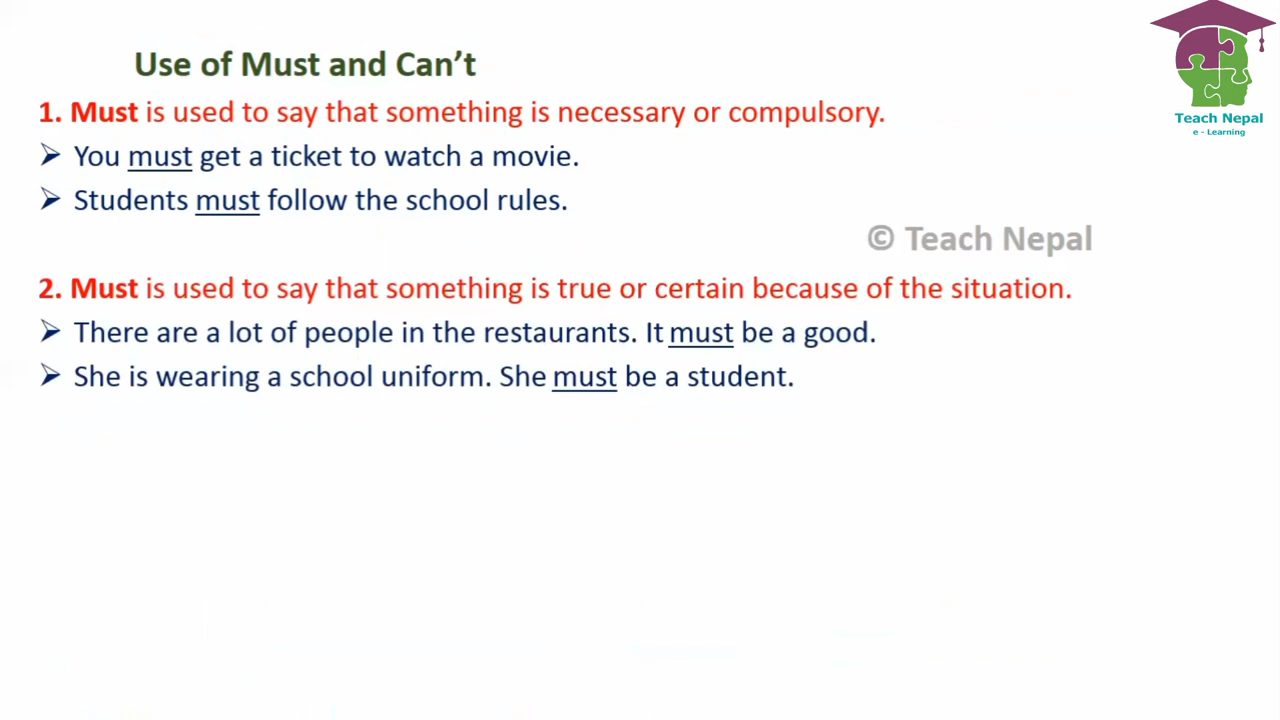 Use of Must and Can't
1. Must is used to say that something is necessary or compulsory.
➢ You must get a ticket to watch a movie.
➢ Students must follow the school rules.
© Teach Nepal
2. Must is used to say that something is true or certain because of the situation.
➢ There are a lot of people in the restaurants. It must be a good.
➢ She is wearing a school uniform. She must be a student.
Teach Nepal
e - Learning